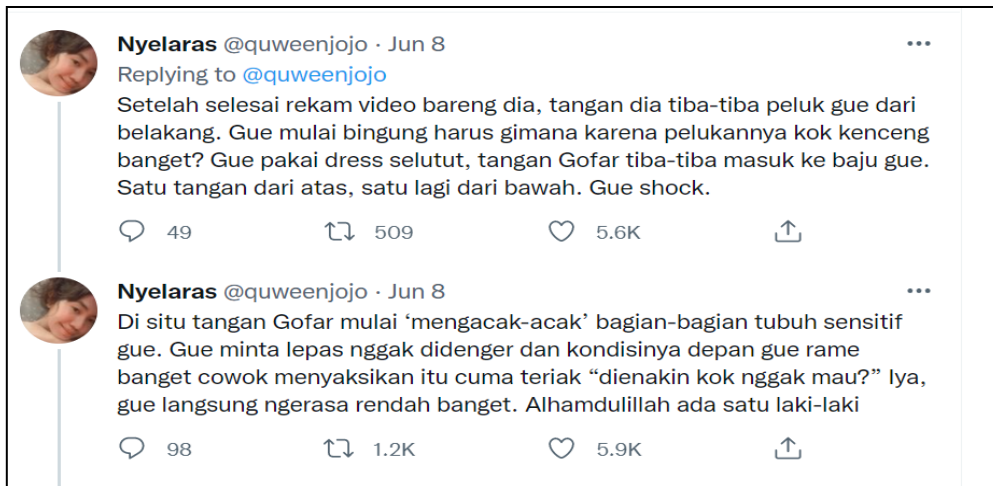 Nyelaras @quweenjojo · Jun 8
Replying to @quweenjojo
Setelah selesai rekam video bareng dia, tangan dia tiba-tiba peluk gue dari
belakang. Gue mulai bingung harus gimana karena pelukannya kok kenceng
banget? Gue pakai dress selutut, tangan Gofar tiba-tiba masuk ke baju gue.
Satu tangan dari atas, satu lagi dari bawah. Gue shock.
49 509 5.6K
Nyelaras @quweenjojo · Jun 8
Di situ tangan Gofar mulai ‘mengacak-acak’ bagian-bagian tubuh sensitif
gue. Gue minta lepas nggak didenger dan kondisinya depan gue rame
banget cowok menyaksikan itu cuma teriak “dienakin kok nggak mau?” Iya,
gue langsung ngerasa rendah banget. Alhamdulillah ada satu laki-laki
98 1.2K 5.9K